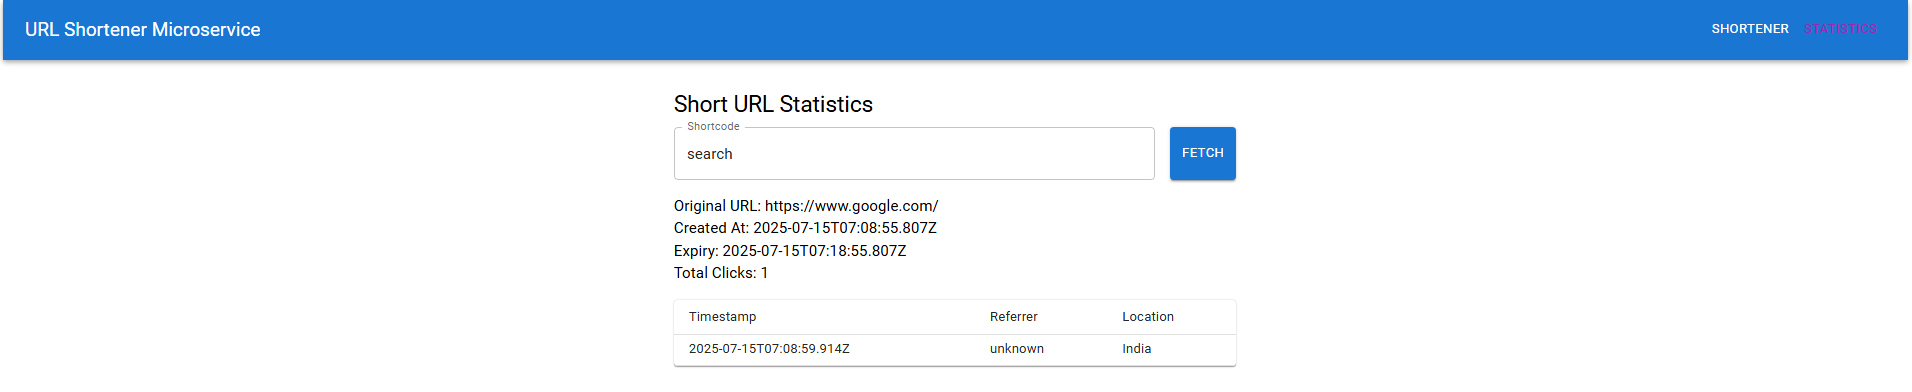 URL Shortener Microservice SHORTENER STATISTICS
Short URL Statistics
Shortcode
search FETCH
Original URL: https://www.google.com/
Created At: 2025-07-15T07:08:55.807Z
Expiry: 2025-07-15T07:18:55.807Z
Total Clicks: 1
Timestamp Referrer Location
2025-07-15T07:08:59.914Z unknown India